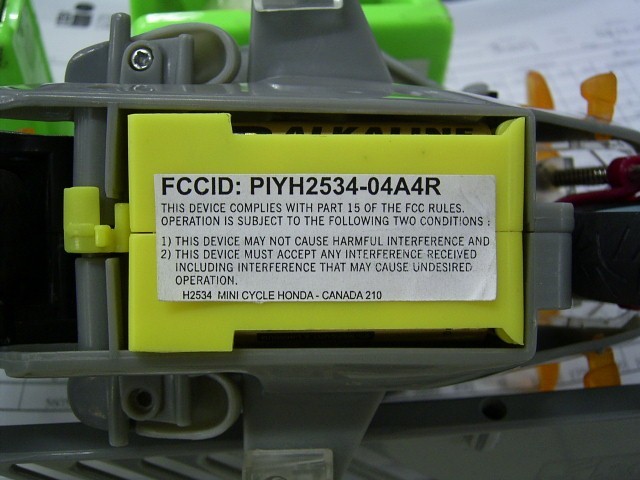 ALKALINE
FCCID: PIYH2534-04A4R
THIS DEVICE COMPLIES WITH PART 15 OF THE FCC RULES.
OPERATION IS SUBJECT TO THE FOLLOWING TWO CONDITIONS :
1) THIS DEVICE MAY NOT CAUSE HARMFUL INTERFERENCE AND
2) THIS DEVICE MUST ACCEPT ANY INTERFERENCE RECEIVED
INCLUDING INTERFERENCE THAT MAY CAUSE UNDESIRED
OPERATION.
H2534 MINI CYCLE HONDA - CANADA 210